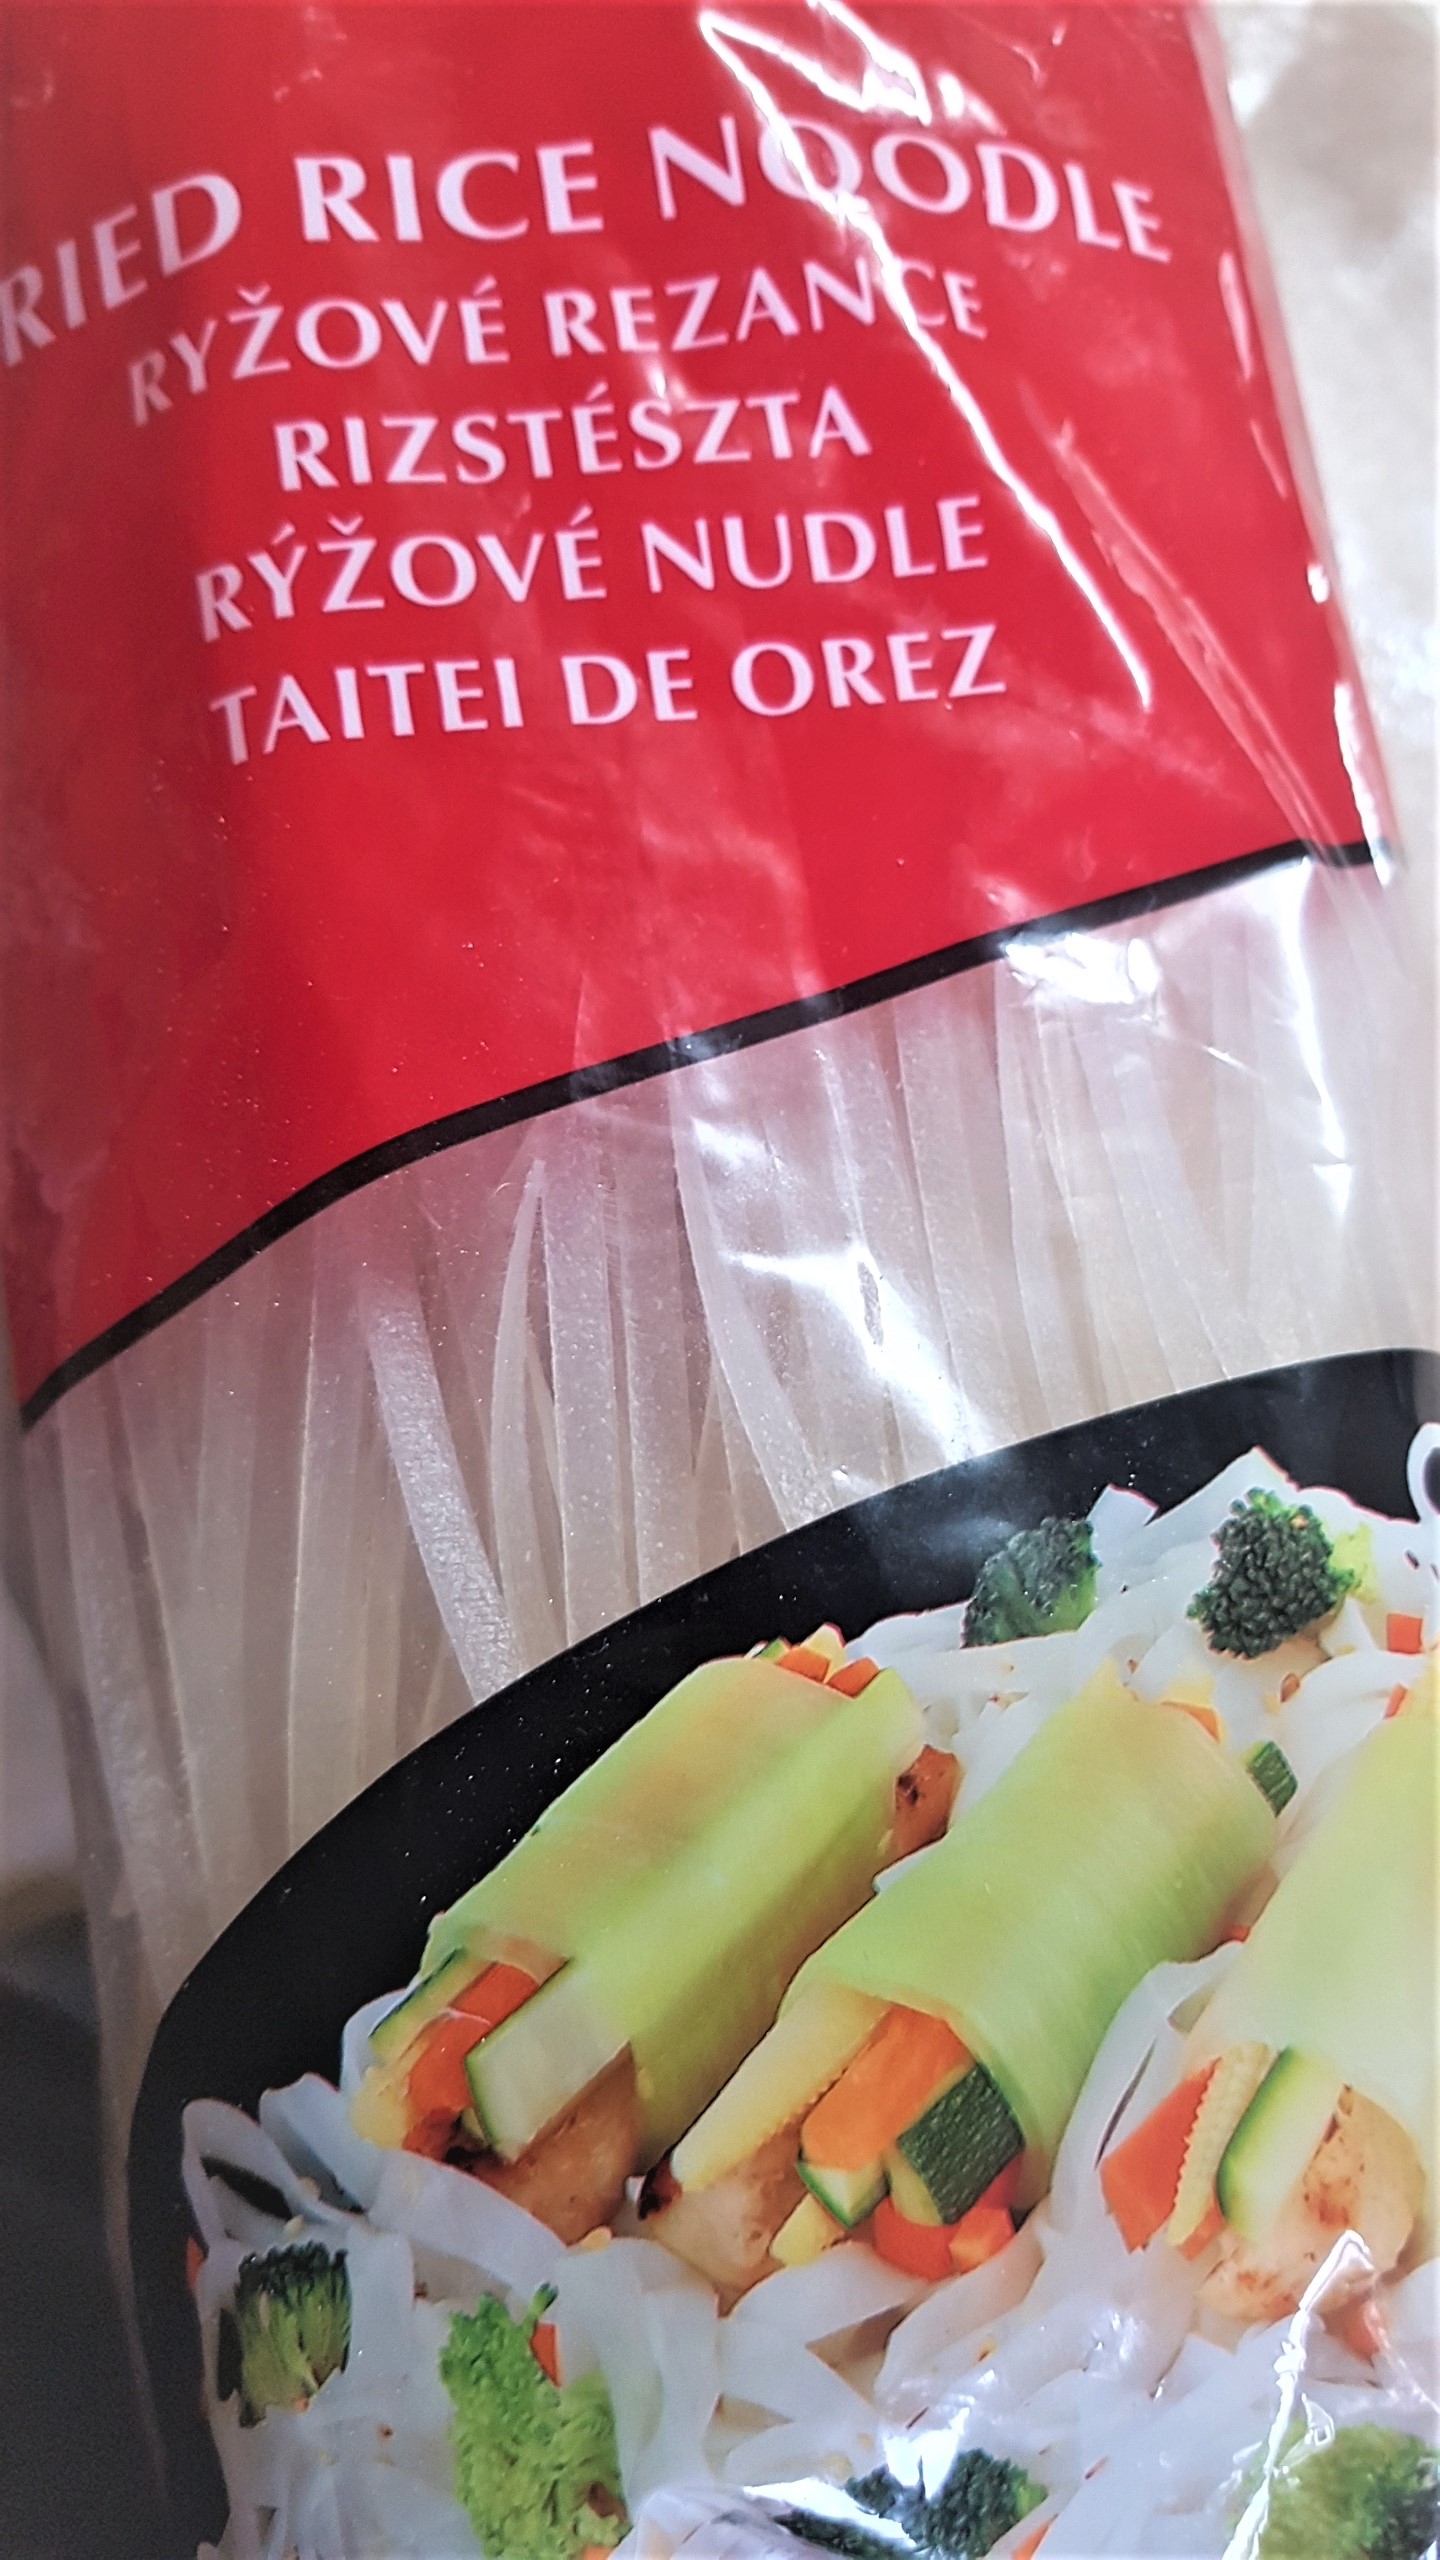 RIED RICE NOODLE
RYŽOVÉ REZANCE
RIZSTÉSZTA
RÝŽOVÉ NUDLE
TAITEI DE OREZ